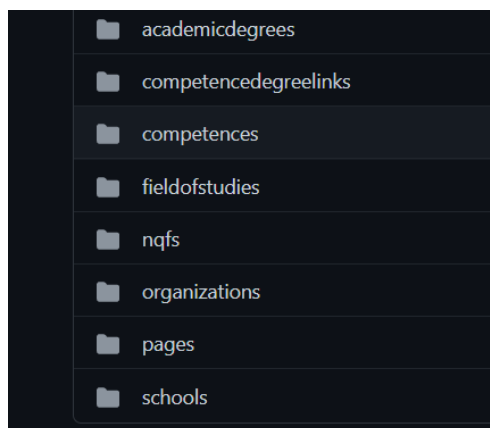 academicdegrees
competencedegreelinks
competences
fieldofstudies
nqfs
organizations
pages
schools